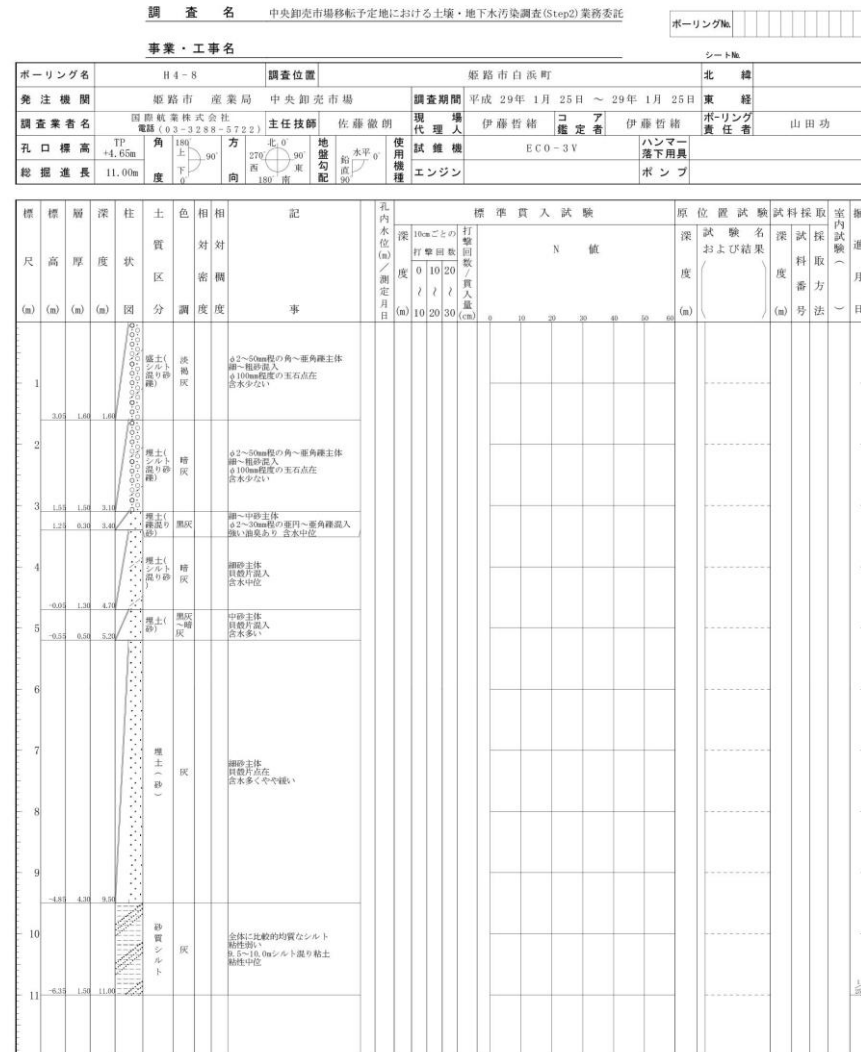 調 査 名 中央卸売市場移転予定地における土壌・地下水汚染調査(Step2)業務委託
ボーリング№
事業・工事名
シート№
ボーリング名 H4-8 調査位置 姫路市白浜町 北緯
発注機関 姫路市 産業局 中央卸売市場 調査期間 平成 29年 1月 25日 ～ 29年 1月 25日 東経
調査業者名 国際航業株式会社 電話(03-3288-5722) 主任技師 佐藤徹朗 現場代理人 伊藤哲緒 コア鑑定者 伊藤哲緒 ボーリング責任者 山田功
孔口標高 TP +4.65m 角度 180° 上 90° 下 0° 方向 北 0° 270° 西 90° 東 180° 南 地盤勾配 水平 0° 鉛直 90° 使用機種 試錐機 ECO-3V ハンマー落下用具
総掘進長 11.00m エンジン ポンプ
標尺(m) 標高(m) 層厚(m) 深度(m) 柱状図 土質区分 色調 相対密度 相対稠度 記事 孔内水位(m)／測定月日 標準貫入試験 原位置試験 試料採取 室内試験( ) 掘進月日
深度(m) 10cmごとの打撃回数 0～10 10～20 20～30 打撃回数／貫入量(cm) N 値 深度(m) 試験名および結果 深度(m) 試料番号 採取方法
0 10 20 30 40 50 60
盛土(シルト混り砂礫) 淡褐灰
φ2～50mm程の角～亜角礫主体
細～粗砂混入
φ100mm程度の玉石点在
含水少ない
1
3.05 1.60 1.60
2
埋土(シルト混り砂礫) 暗灰
φ2～50mm程の角～亜角礫主体
細～粗砂混入
φ100mm程度の玉石点在
含水少ない
3
1.55 1.50 3.10
埋土(礫混り砂) 黒灰
細～中砂主体
φ2～30mm程の亜円～亜角礫混入
強い油臭あり 含水中位
1.25 0.30 3.40
4
埋土(シルト混り砂) 暗灰
細砂主体
貝殻片混入
含水中位
-0.05 1.30 4.70
埋土(砂) 黒灰～暗灰
中砂主体
貝殻片混入
含水多い
5
-0.55 0.50 5.20
6
7
埋土(砂) 灰
細砂主体
貝殻片点在
含水多くやや緩い
8
9
-4.85 4.30 9.50
10
砂質シルト 灰
全体に比較的均質なシルト
粘性弱い
9.5～10.0mシルト混り粘土
粘性中位
11
-6.35 1.50 11.00